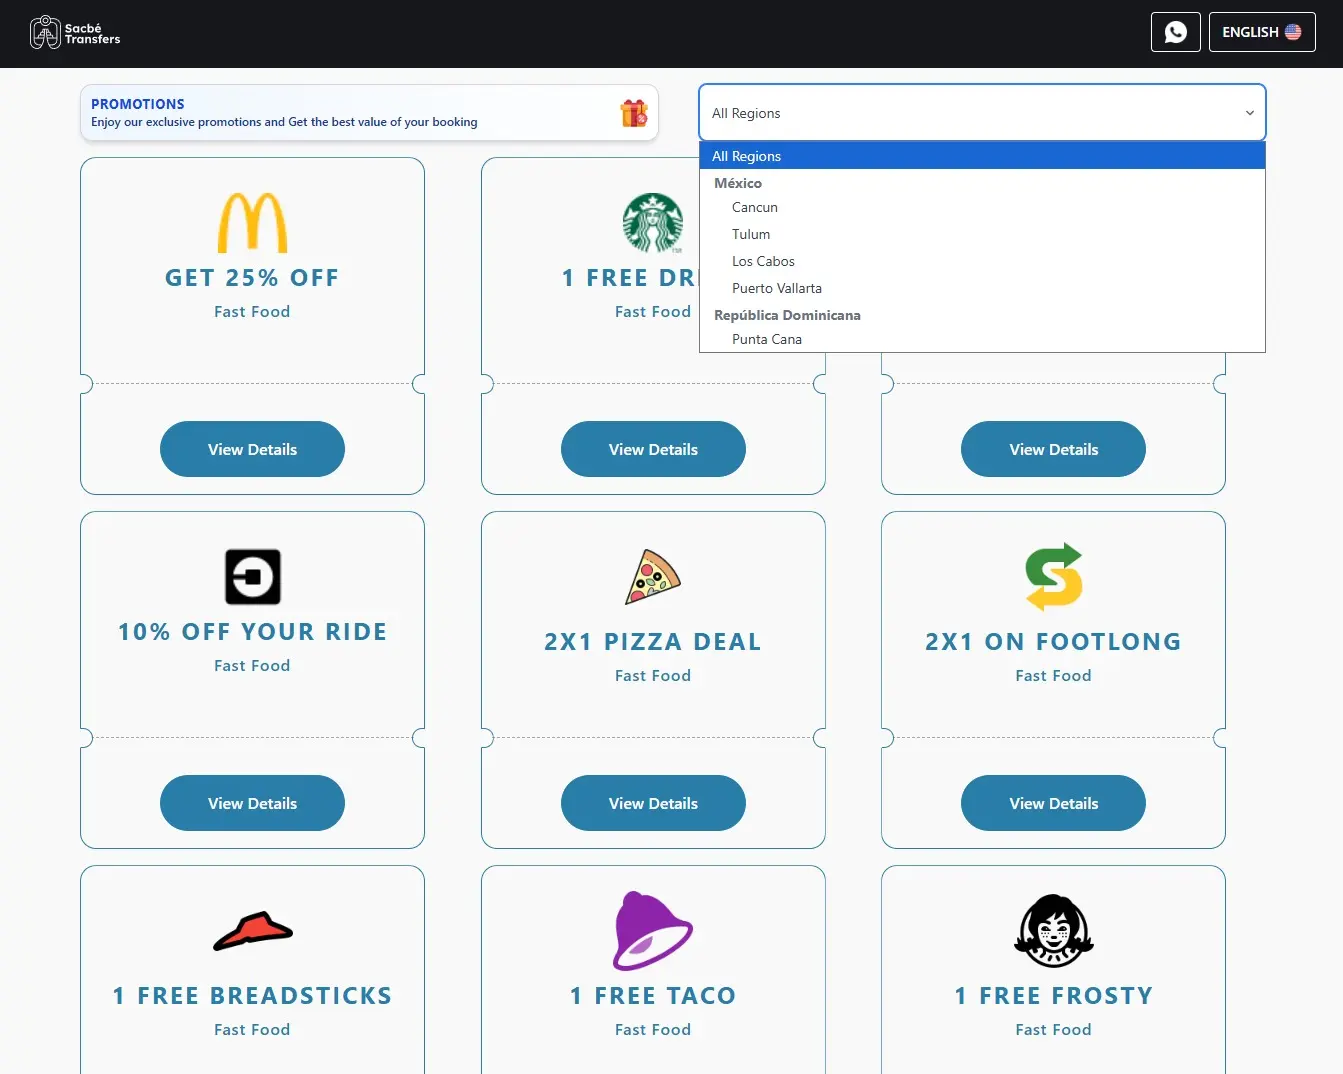 Sacbé
Transfers
ENGLISH
PROMOTIONS
Enjoy our exclusive promotions and Get the best value of your booking
All Regions
All Regions
México
Cancun
Tulum
Los Cabos
Puerto Vallarta
República Dominicana
Punta Cana
GET 25% OFF
Fast Food
View Details
1 FREE
Fast Food
View Details
View Details
10% OFF YOUR RIDE
Fast Food
View Details
2X1 PIZZA DEAL
Fast Food
View Details
2X1 ON FOOTLONG
Fast Food
View Details
1 FREE BREADSTICKS
Fast Food
1 FREE TACO
Fast Food
1 FREE FROSTY
Fast Food